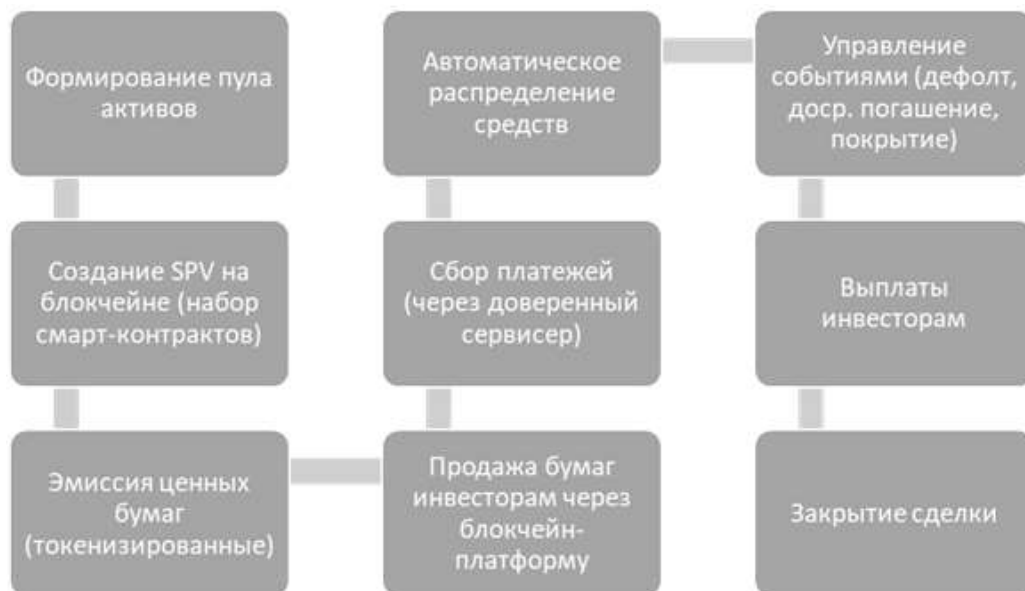 Формирование пула
активов
Создание SPV на
блокчейне (набор
смарт-контрактов)
Эмиссия ценных
бумаг
(токенизированные)
Продажа бумаг
инвесторам через
блокчейн-
платформу
Сбор платежей
(через доверенный
сервисер)
Автоматическое
распределение
средств
Управление
событиями (дефолт,
доср. погашение,
покрытие)
Выплаты
инвесторам
Закрытие сделки